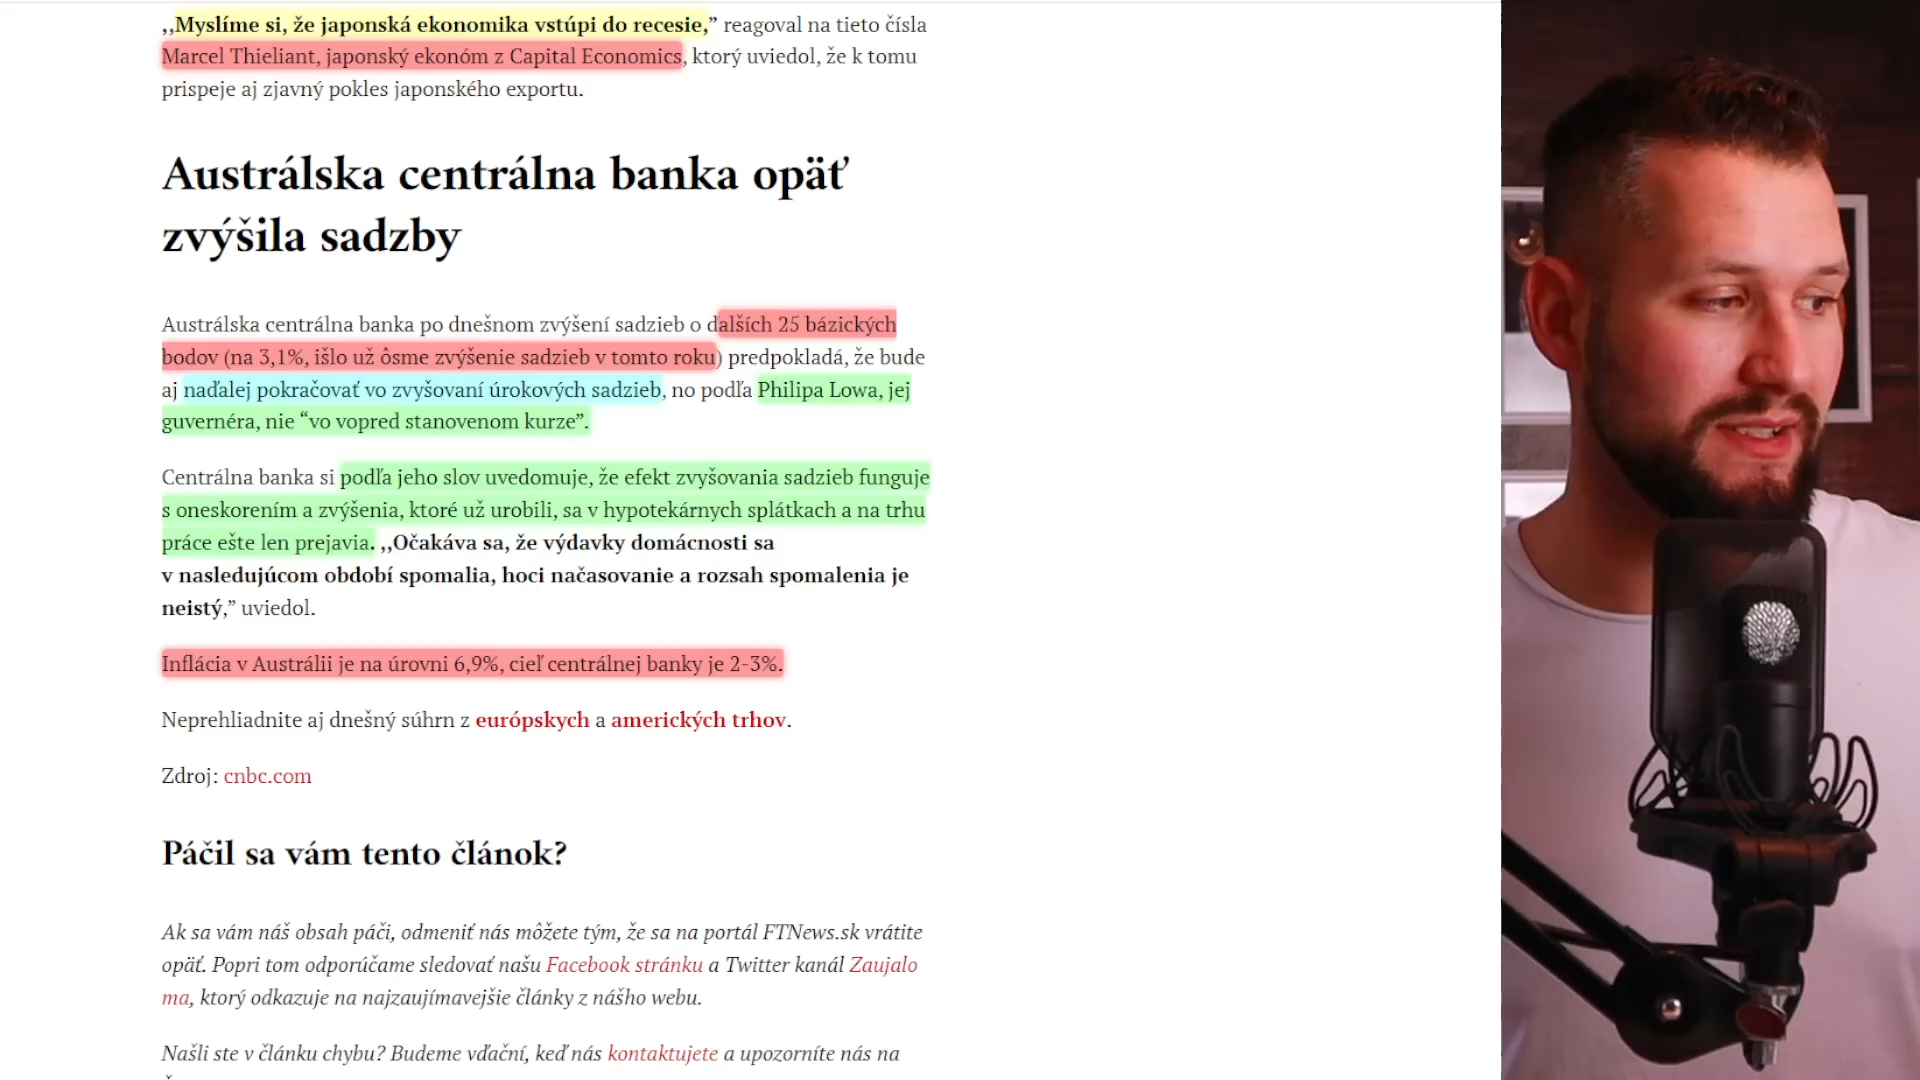 ,,Myslíme si, že japonská ekonomika vstúpi do recesie,” reagoval na tieto čísla
Marcel Thieliant, japonský ekonóm z Capital Economics, ktorý uviedol, že k tomu
prispeje aj zjavný pokles japonského exportu.
Austrálska centrálna banka opäť
zvýšila sadzby
Austrálska centrálna banka po dnešnom zvýšení sadzieb o ďalších 25 bázických
bodov (na 3,1%, išlo už ôsme zvýšenie sadzieb v tomto roku) predpokladá, že bude
aj naďalej pokračovať vo zvyšovaní úrokových sadzieb, no podľa Philipa Lowa, jej
guvernéra, nie “vo vopred stanovenom kurze”.
Centrálna banka si podľa jeho slov uvedomuje, že efekt zvyšovania sadzieb funguje
s oneskorením a zvýšenia, ktoré už urobili, sa v hypotekárnych splátkach a na trhu
práce ešte len prejavia. ,,Očakáva sa, že výdavky domácnosti sa
v nasledujúcom období spomalia, hoci načasovanie a rozsah spomalenia je
neistý,” uviedol.
Inflácia v Austrálii je na úrovni 6,9%, cieľ centrálnej banky je 2-3%.
Neprehliadnite aj dnešný súhrn z európskych a amerických trhov.
Zdroj: cnbc.com
Páčil sa vám tento článok?
Ak sa vám náš obsah páči, odmeniť nás môžete tým, že sa na portál FTNews.sk vrátite
opäť. Popri tom odporúčame sledovať našu Facebook stránku a Twitter kanál Zaujalo
ma, ktorý odkazuje na najzaujímavejšie články z nášho webu.
Našli ste v článku chybu? Budeme vďační, keď nás kontaktujete a upozorníte nás na